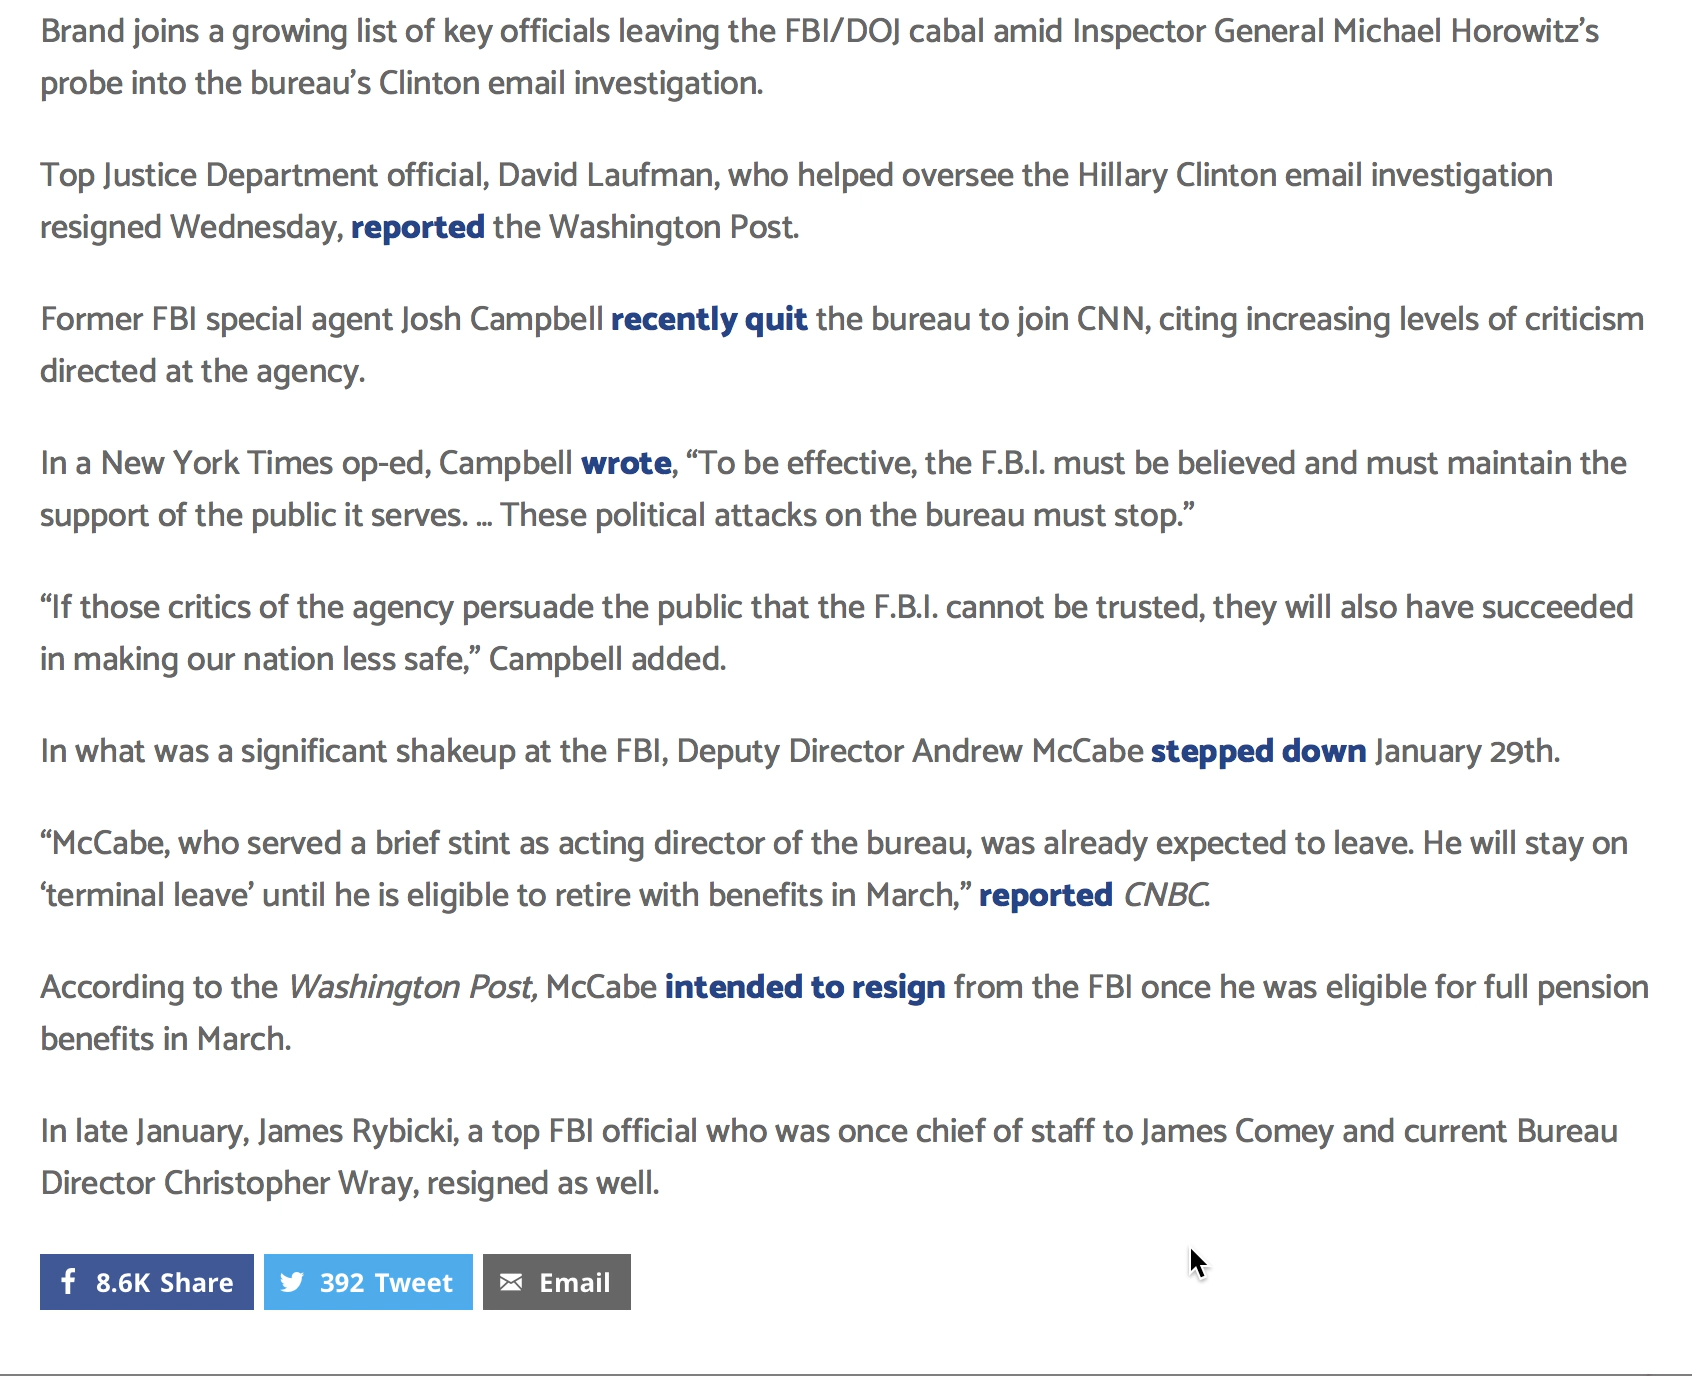 Brand joins a growing list of key officials leaving the FBI/DOJ cabal amid Inspector General Michael Horowitz’s
probe into the bureau’s Clinton email investigation.
Top Justice Department official, David Laufman, who helped oversee the Hillary Clinton email investigation
resigned Wednesday, reported the Washington Post.
Former FBI special agent Josh Campbell recently quit the bureau to join CNN, citing increasing levels of criticism
directed at the agency.
In a New York Times op-ed, Campbell wrote, “To be effective, the F.B.I. must be believed and must maintain the
support of the public it serves. ... These political attacks on the bureau must stop.”
“If those critics of the agency persuade the public that the F.B.I. cannot be trusted, they will also have succeeded
in making our nation less safe,” Campbell added.
In what was a significant shakeup at the FBI, Deputy Director Andrew McCabe stepped down January 29th.
“McCabe, who served a brief stint as acting director of the bureau, was already expected to leave. He will stay on
‘terminal leave’ until he is eligible to retire with benefits in March,” reported CNBC.
According to the Washington Post, McCabe intended to resign from the FBI once he was eligible for full pension
benefits in March.
In late January, James Rybicki, a top FBI official who was once chief of staff to James Comey and current Bureau
Director Christopher Wray, resigned as well.
8.6K Share 392 Tweet Email